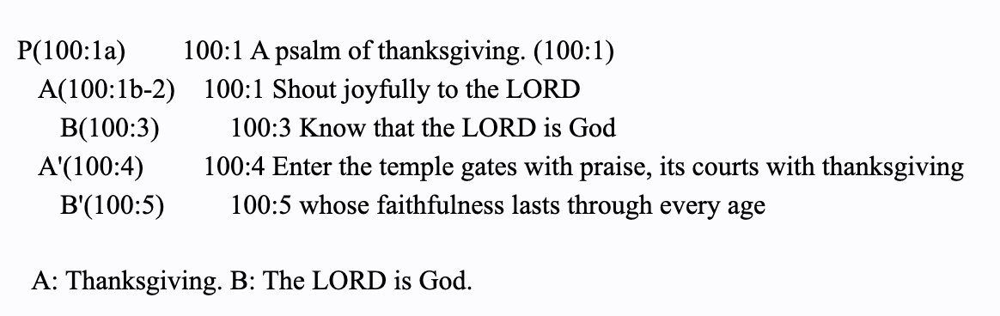 P(100:1a) 100:1 A psalm of thanksgiving. (100:1)
A(100:1b-2) 100:1 Shout joyfully to the LORD
B(100:3) 100:3 Know that the LORD is God
A'(100:4) 100:4 Enter the temple gates with praise, its courts with thanksgiving
B'(100:5) 100:5 whose faithfulness lasts through every age
A: Thanksgiving. B: The LORD is God.